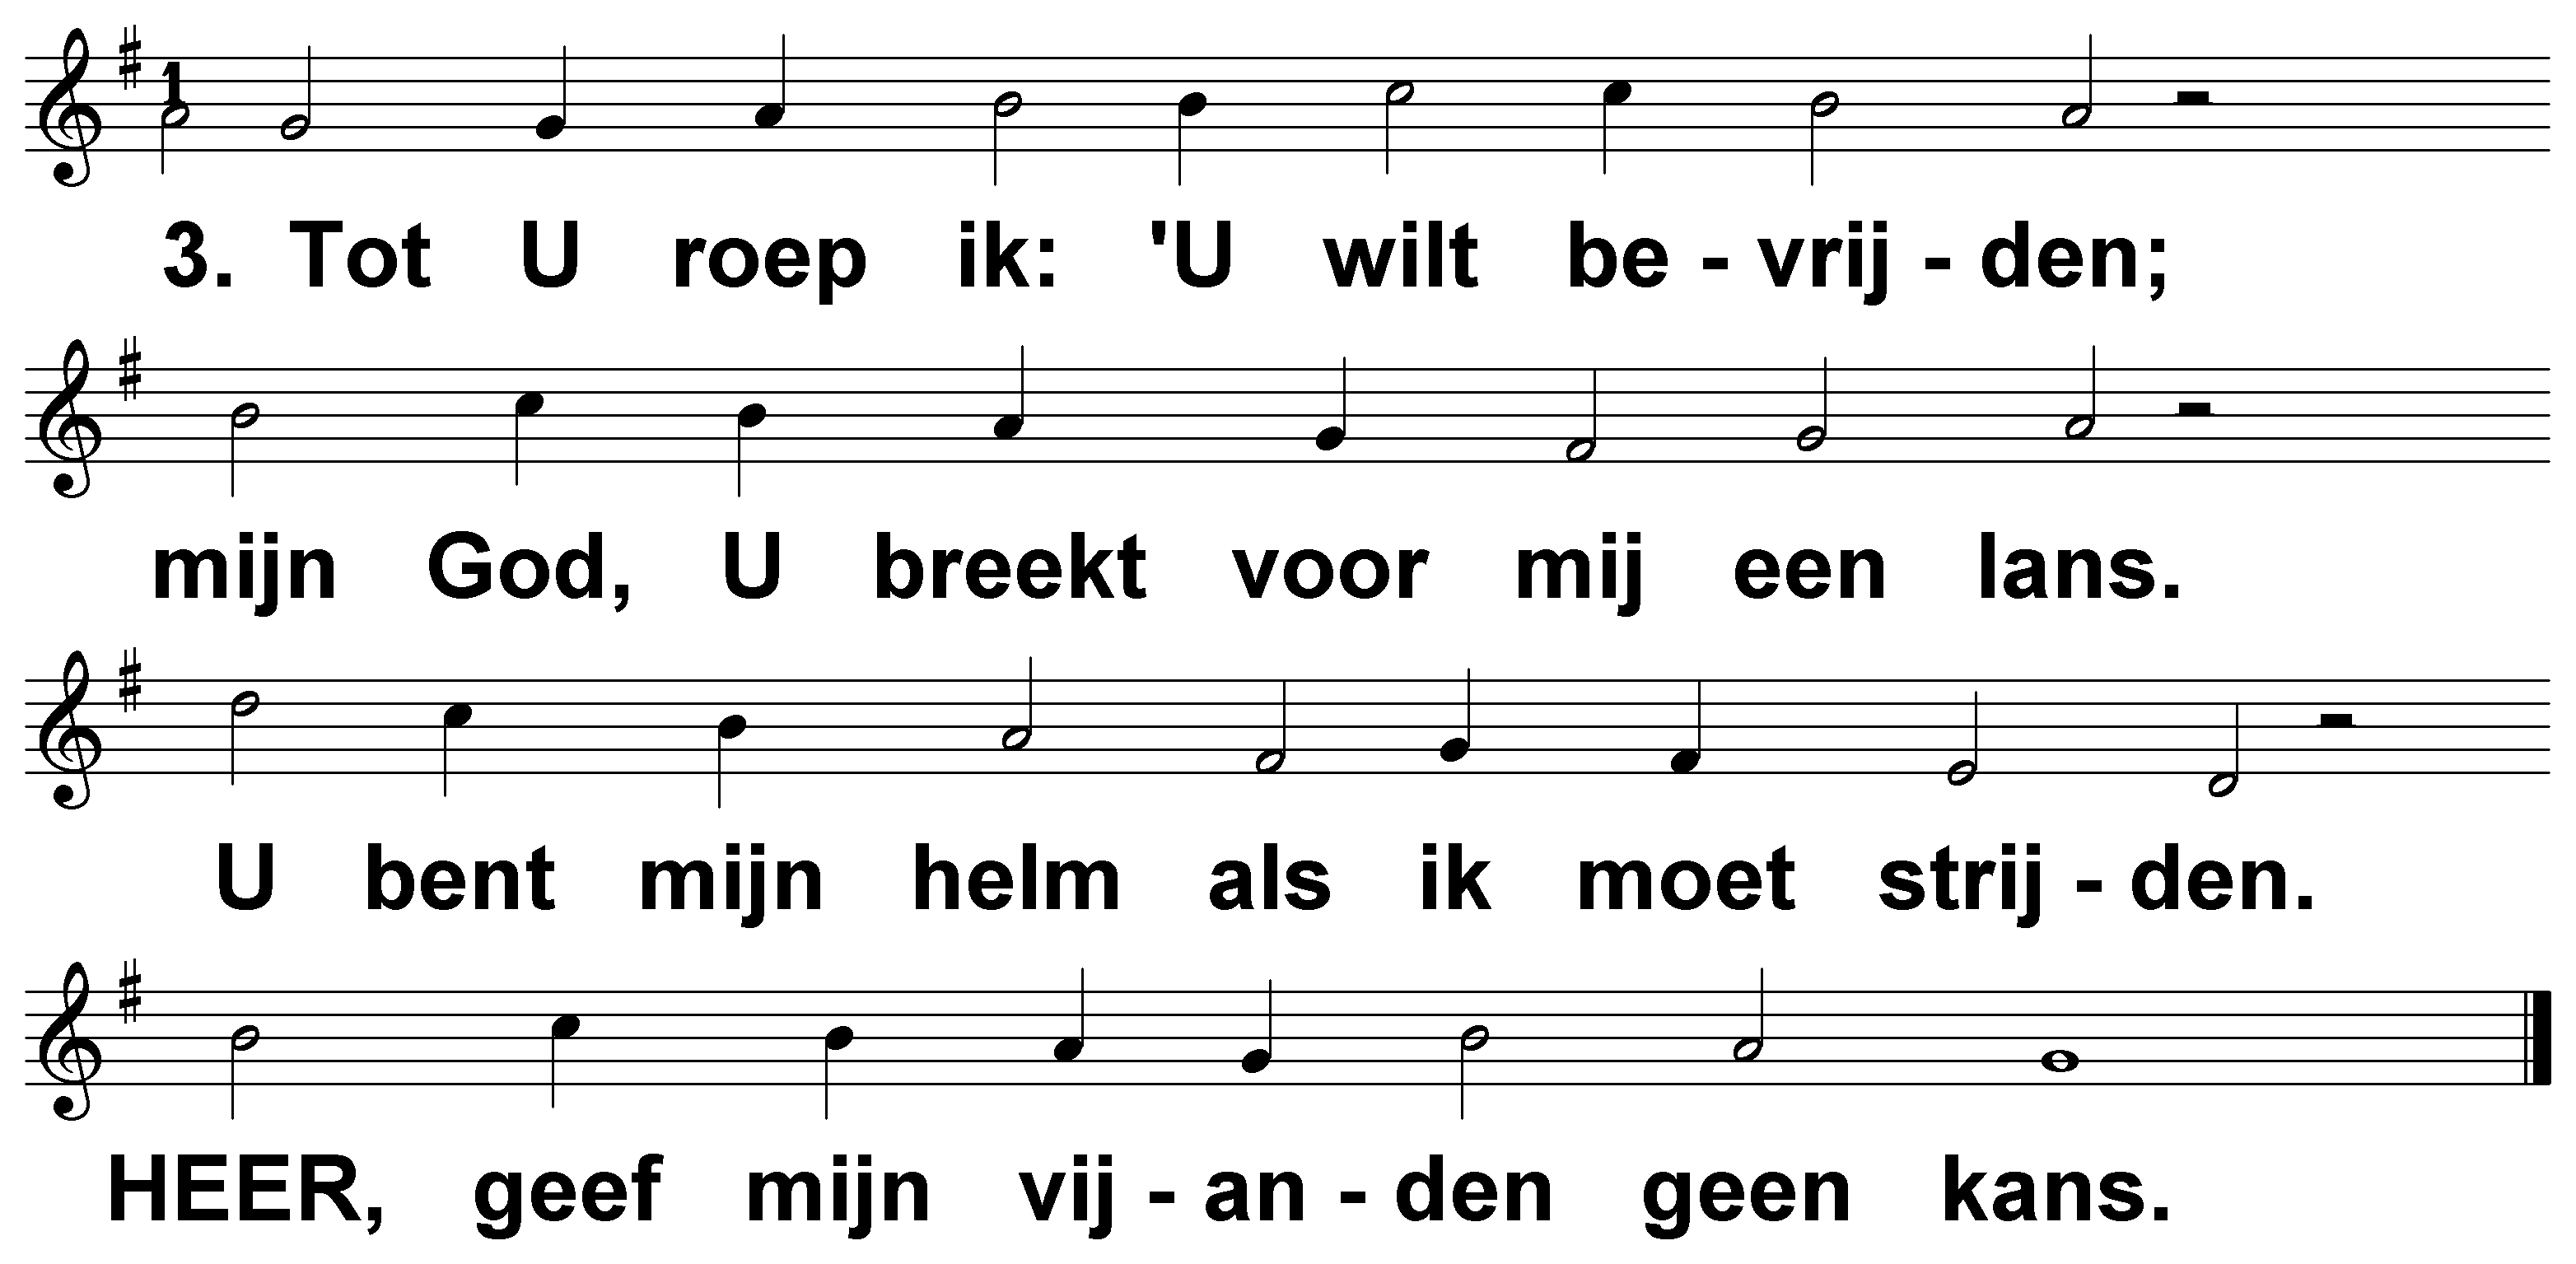 1
3. Tot U roep ik: 'U wilt be - vrij - den;
mijn God, U breekt voor mij een lans.
U bent mijn helm als ik moet strij - den.
HEER, geef mijn vij - an - den geen kans.